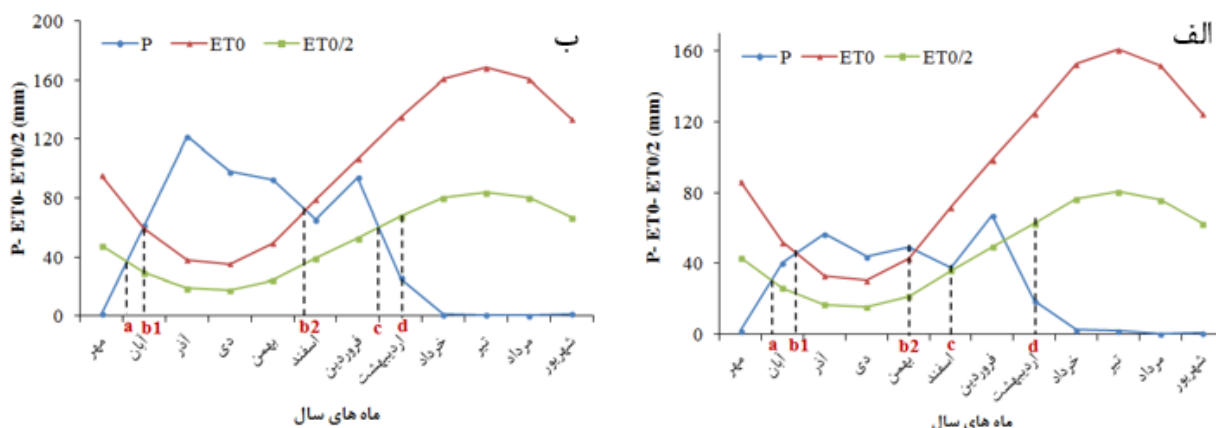 الف
P ET0 ET0/2
P- ET0- ET0/2 (mm)
160
120
80
40
0
a b1 b2 c d
مهر آبان آذر دی بهمن اسفند فروردین اردیبهشت خرداد تیر مرداد شهریور
ماه های سال
ب
P ET0 ET0/2
P- ET0- ET0/2 (mm)
200
160
120
80
40
0
a b1 b2 c d
مهر آبان آذر دی بهمن اسفند فروردین اردیبهشت خرداد تیر مرداد شهریور
ماه های سال